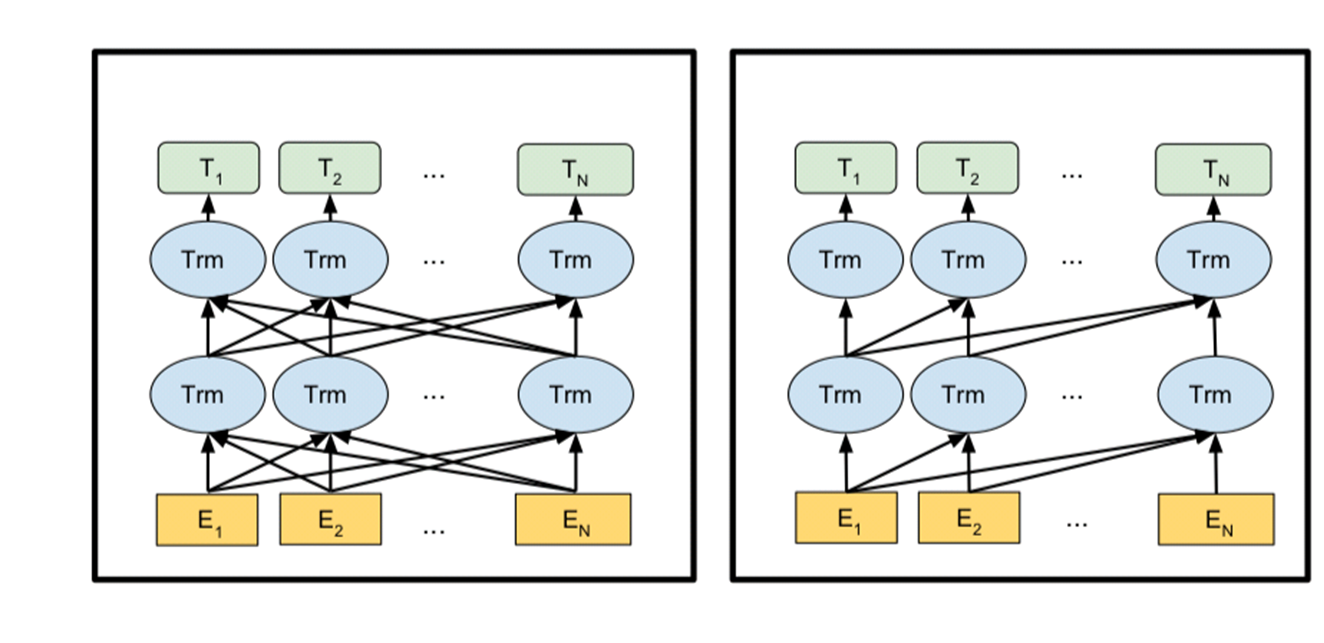 T1 T2 ... TN T1 T2 ... TN
Trm Trm ... Trm Trm Trm ... Trm
Trm Trm ... Trm Trm Trm ... Trm
E1 E2 ... EN E1 E2 ... EN